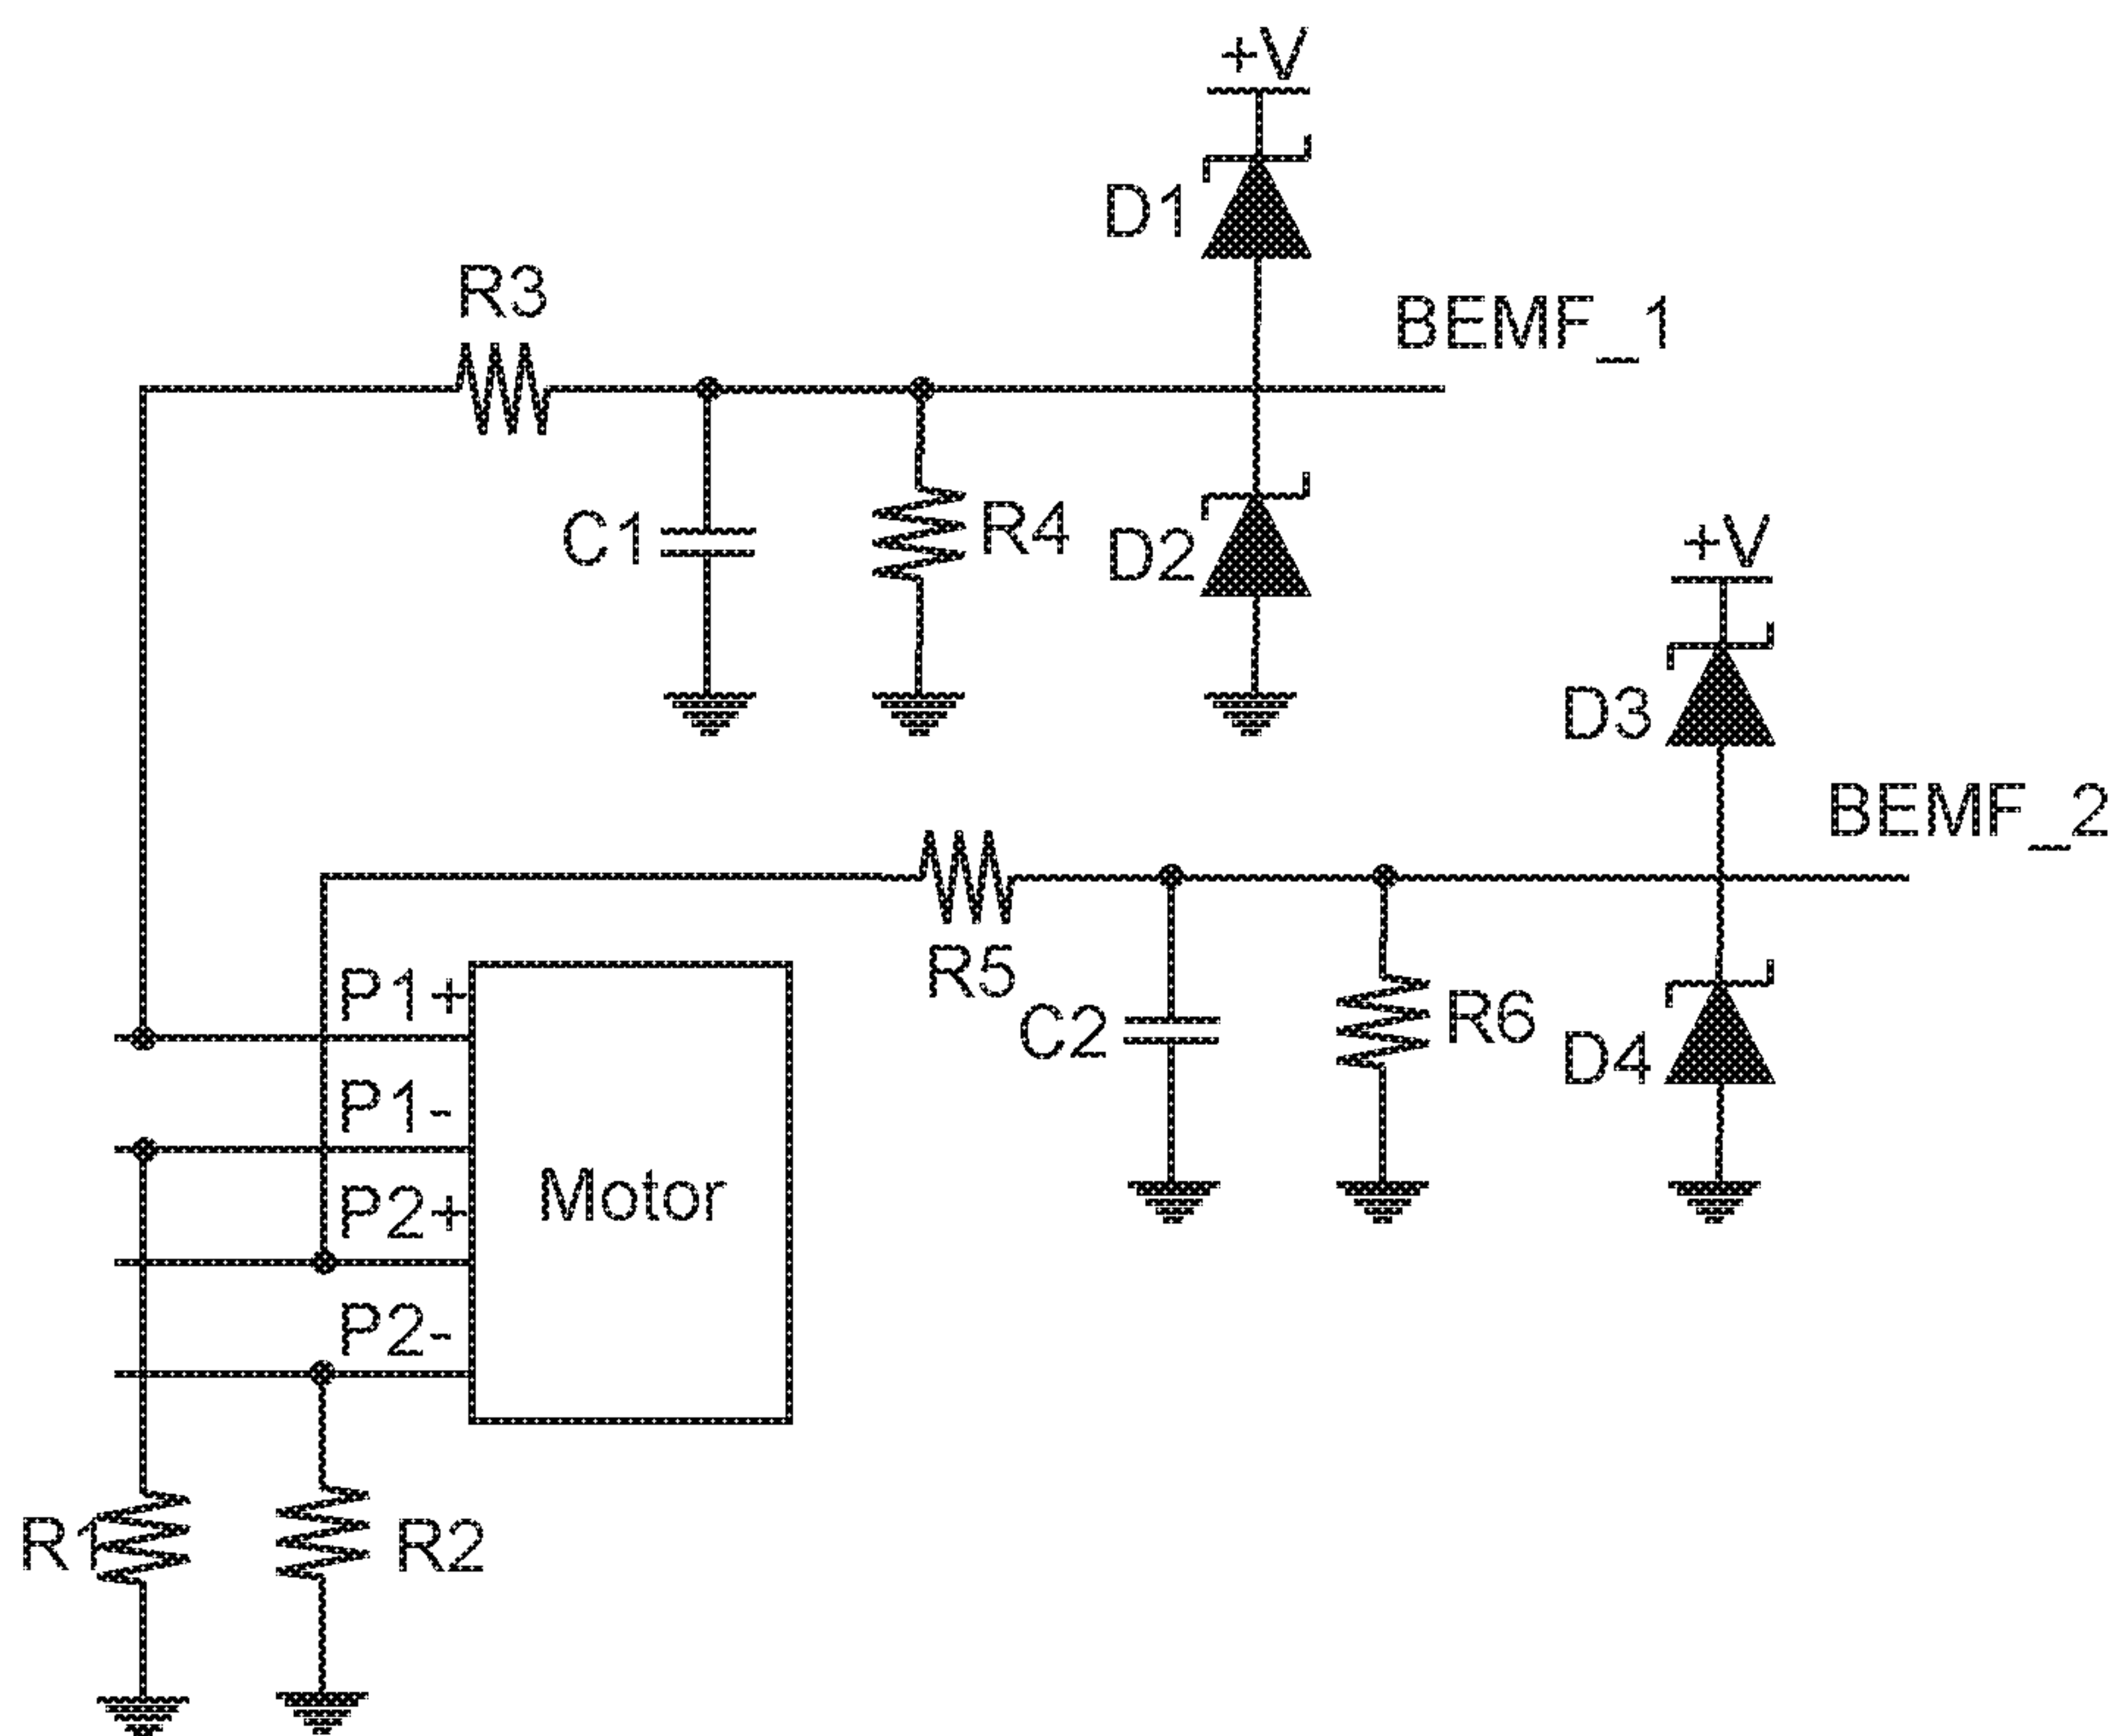 +V
D1
R3
BEMF_1
C1
R4
D2
+V
D3
BEMF_2
R5
P1+
C2
R6
D4
P1-
Motor
P2+
P2-
R1
R2